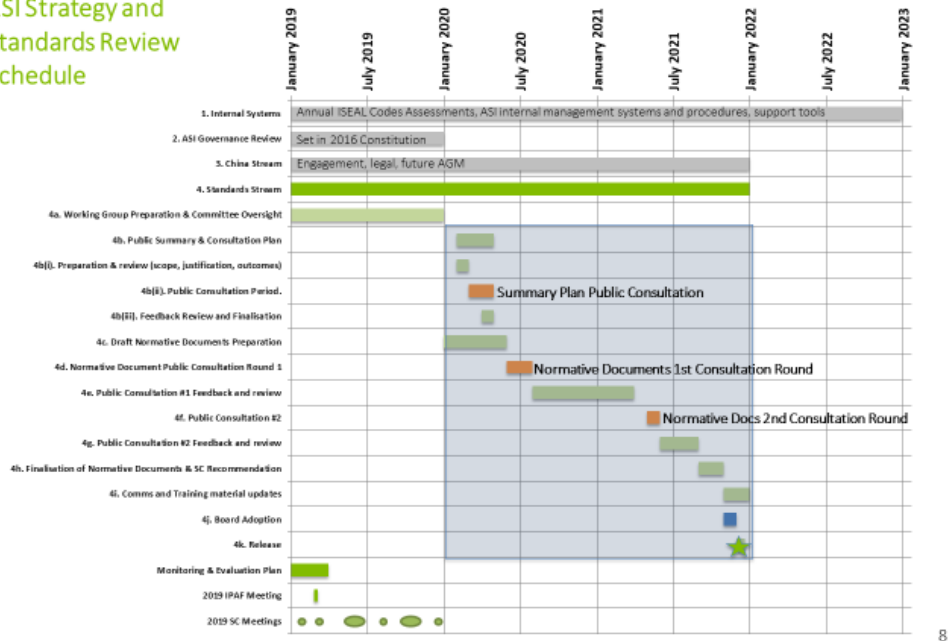 SI Strategy and
tandards Review
chedule
January 2019
July 2019
January 2020
July 2020
January 2021
July 2021
January 2022
July 2022
January 2023
1. Internal Systems
Annual ISEAL Codes Assessments, ASI internal management systems and procedures, support tools
2. ASI Governance Review
Set in 2016 Constitution
3. China Stream
Engagement, legal, future AGM
4. Standards Stream
4a. Working Group Preparation & Committee Oversight
4b. Public Summary & Consultation Plan
4b(i). Preparation & review (scope, justification, outcomes)
4b(ii). Public Consultation Period.
Summary Plan Public Consultation
4b(iii). Feedback Review and Finalisation
4c. Draft Normative Documents Preparation
4d. Normative Document Public Consultation Round 1
Normative Documents 1st Consultation Round
4e. Public Consultation #1 Feedback and review
4f. Public Consultation #2
Normative Docs 2nd Consultation Round
4g. Public Consultation #2 Feedback and review
4h. Finalisation of Normative Documents & SC Recommendation
4i. Comms and Training material updates
4j. Board Adoption
4k. Release
Monitoring & Evaluation Plan
2019 IPAF Meeting
2019 SC Meetings
8